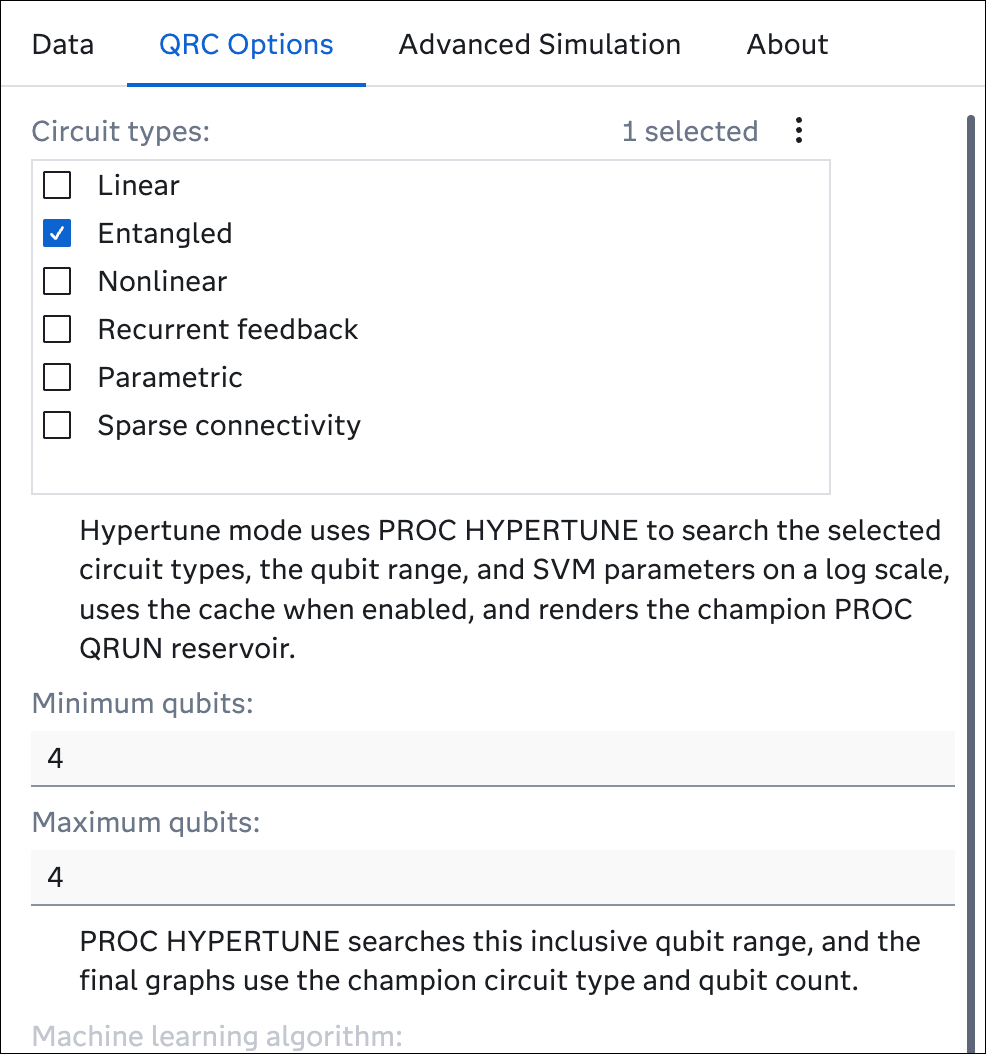 Data QRC Options Advanced Simulation About
Circuit types: 1 selected
Linear
Entangled
Nonlinear
Recurrent feedback
Parametric
Sparse connectivity
Hypertune mode uses PROC HYPERTUNE to search the selected
circuit types, the qubit range, and SVM parameters on a log scale,
uses the cache when enabled, and renders the champion PROC
QRUN reservoir.
Minimum qubits:
4
Maximum qubits:
4
PROC HYPERTUNE searches this inclusive qubit range, and the
final graphs use the champion circuit type and qubit count.
Machine learning algorithm: